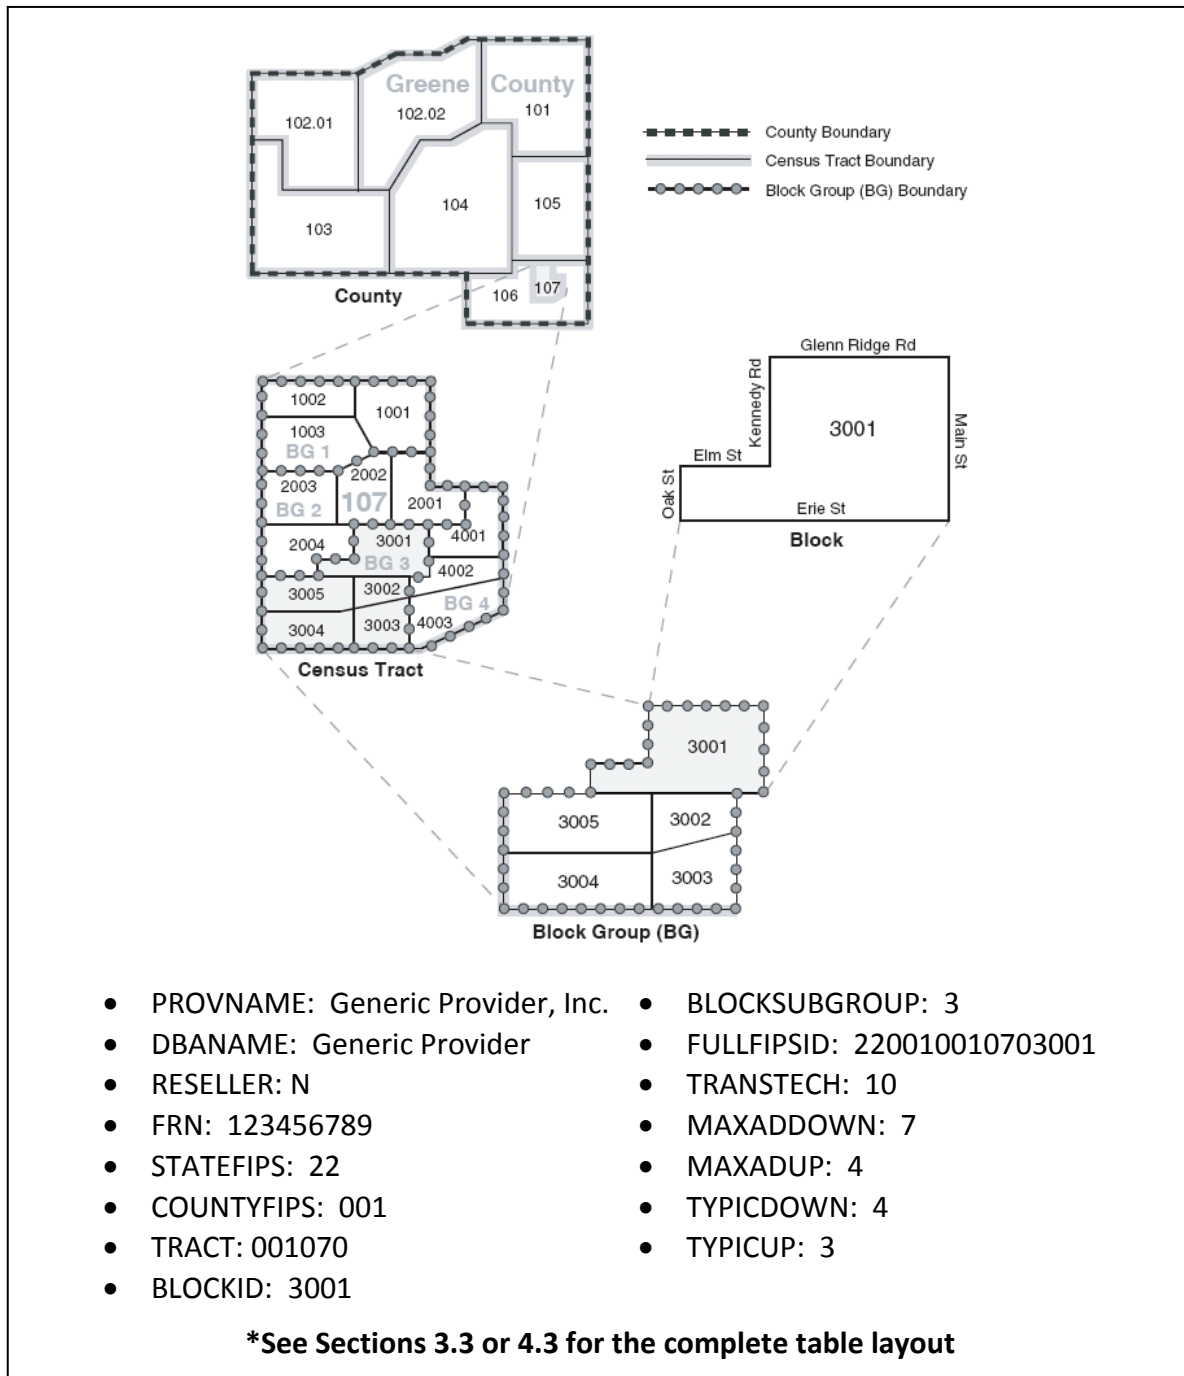 Greene County
102.01
102.02
101
103
104
105
106
107
County
County Boundary
Census Tract Boundary
Block Group (BG) Boundary
1002
1001
1003
BG 1
2003
2002
BG 2
107
2001
2004
3001
4001
BG 3
4002
3005
3002
BG 4
3004
3003
4003
Census Tract
Glenn Ridge Rd
Kennedy Rd
3001
Main St
Elm St
Oak St
Erie St
Block
3001
3005
3002
3004
3003
Block Group (BG)
• PROVNAME: Generic Provider, Inc.
• DBANAME: Generic Provider
• RESELLER: N
• FRN: 123456789
• STATEFIPS: 22
• COUNTYFIPS: 001
• TRACT: 001070
• BLOCKID: 3001
• BLOCKSUBGROUP: 3
• FULLFIPSID: 220010010703001
• TRANSTECH: 10
• MAXADDOWN: 7
• MAXADUP: 4
• TYPICDOWN: 4
• TYPICUP: 3
*See Sections 3.3 or 4.3 for the complete table layout